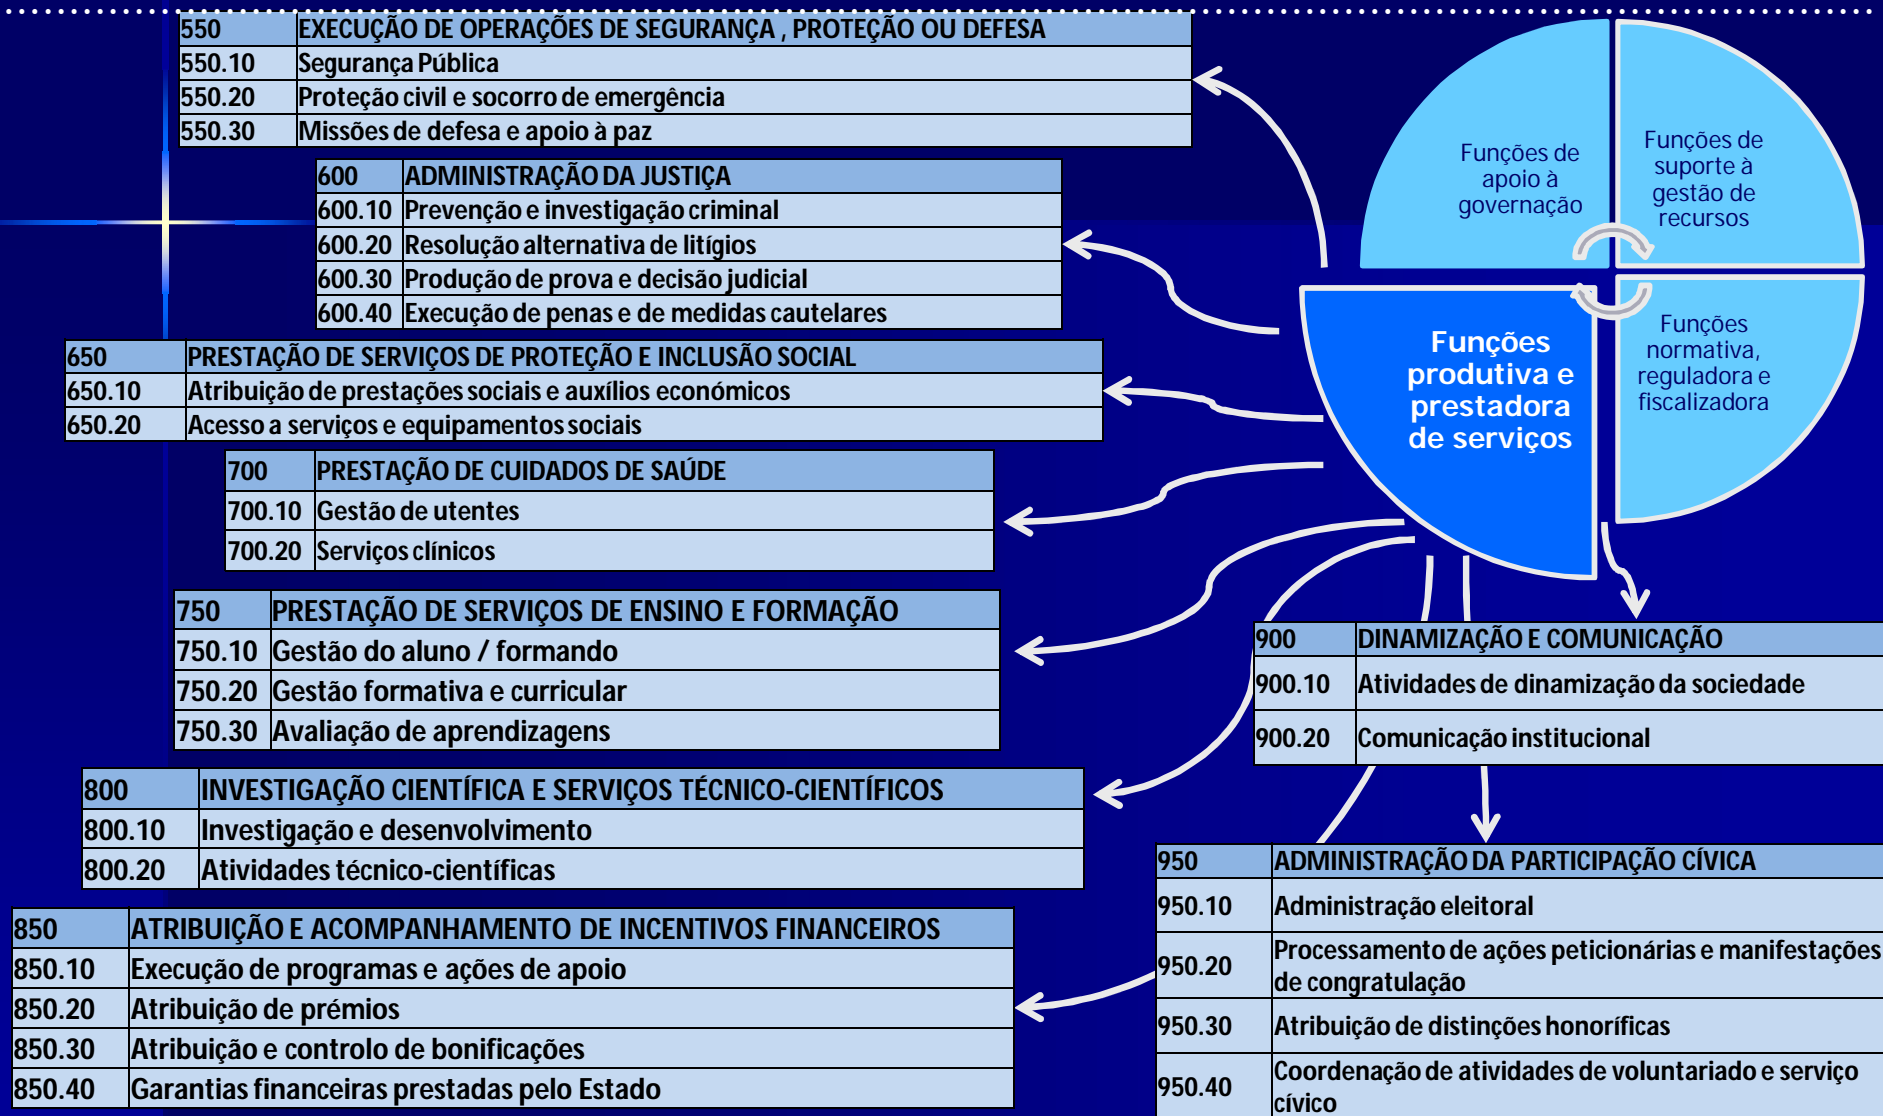 550 EXECUÇÃO DE OPERAÇÕES DE SEGURANÇA , PROTEÇÃO OU DEFESA
550.10 Segurança Pública
550.20 Proteção civil e socorro de emergência
550.30 Missões de defesa e apoio à paz
600 ADMINISTRAÇÃO DA JUSTIÇA
600.10 Prevenção e investigação criminal
600.20 Resolução alternativa de litígios
600.30 Produção de prova e decisão judicial
600.40 Execução de penas e de medidas cautelares
650 PRESTAÇÃO DE SERVIÇOS DE PROTEÇÃO E INCLUSÃO SOCIAL
650.10 Atribuição de prestações sociais e auxílios económicos
650.20 Acesso a serviços e equipamentos sociais
700 PRESTAÇÃO DE CUIDADOS DE SAÚDE
700.10 Gestão de utentes
700.20 Serviços clínicos
750 PRESTAÇÃO DE SERVIÇOS DE ENSINO E FORMAÇÃO
750.10 Gestão do aluno / formando
750.20 Gestão formativa e curricular
750.30 Avaliação de aprendizagens
800 INVESTIGAÇÃO CIENTÍFICA E SERVIÇOS TÉCNICO-CIENTÍFICOS
800.10 Investigação e desenvolvimento
800.20 Atividades técnico-científicas
850 ATRIBUIÇÃO E ACOMPANHAMENTO DE INCENTIVOS FINANCEIROS
850.10 Execução de programas e ações de apoio
850.20 Atribuição de prémios
850.30 Atribuição e controlo de bonificações
850.40 Garantias financeiras prestadas pelo Estado
Funções de
apoio à
governação
Funções de
suporte à
gestão de
recursos
Funções
produtiva e
prestadora
de serviços
Funções
normativa,
reguladora e
fiscalizadora
900 DINAMIZAÇÃO E COMUNICAÇÃO
900.10 Atividades de dinamização da sociedade
900.20 Comunicação institucional
950 ADMINISTRAÇÃO DA PARTICIPAÇÃO CÍVICA
950.10 Administração eleitoral
950.20 Processamento de ações peticionárias e manifestações
de congratulação
950.30 Atribuição de distinções honoríficas
950.40 Coordenação de atividades de voluntariado e serviço
cívico